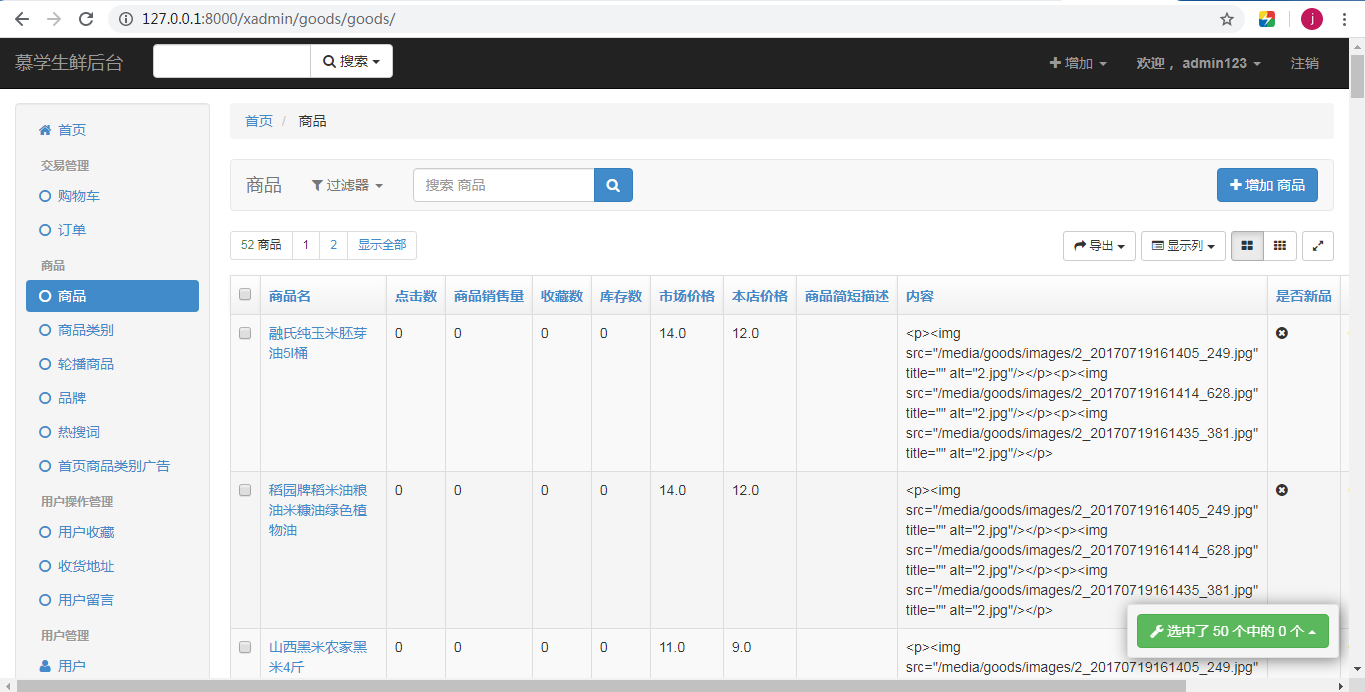 127.0.0.1:8000/xadmin/goods/goods/
j
慕学生鲜后台
搜索
增加
欢迎 , admin123
注销
首页
交易管理
购物车
订单
商品
商品
商品类别
轮播商品
品牌
热搜词
首页商品类别广告
用户操作管理
用户收藏
收货地址
用户留言
用户管理
用户
首页 / 商品
商品
过滤器
搜索 商品
增加 商品
52 商品 1 2 显示全部
导出
显示列
商品名 点击数 商品销售量 收藏数 库存数 市场价格 本店价格 商品简短描述 内容 是否新品
融氏纯玉米胚芽
油5l桶
0 0 0 0 14.0 12.0
<p><img
src="/media/goods/images/2_20170719161405_249.jpg"
title="" alt="2.jpg"/></p><p><img
src="/media/goods/images/2_20170719161414_628.jpg"
title="" alt="2.jpg"/></p><p><img
src="/media/goods/images/2_20170719161435_381.jpg"
title="" alt="2.jpg"/></p>
稻园牌稻米油粮
油米糠油绿色植
物油
0 0 0 0 14.0 12.0
<p><img
src="/media/goods/images/2_20170719161405_249.jpg"
title="" alt="2.jpg"/></p><p><img
src="/media/goods/images/2_20170719161414_628.jpg"
title="" alt="2.jpg"/></p><p><img
src="/media/goods/images/2_20170719161435_381.jpg"
title="" alt="2.jpg"/></p>
山西黑米农家黑
米4斤
0 0 0 0 11.0 9.0
<p><img
src="/media/goods/images/2_20170719161405_249.jpg"
选中了 50 个中的 0 个